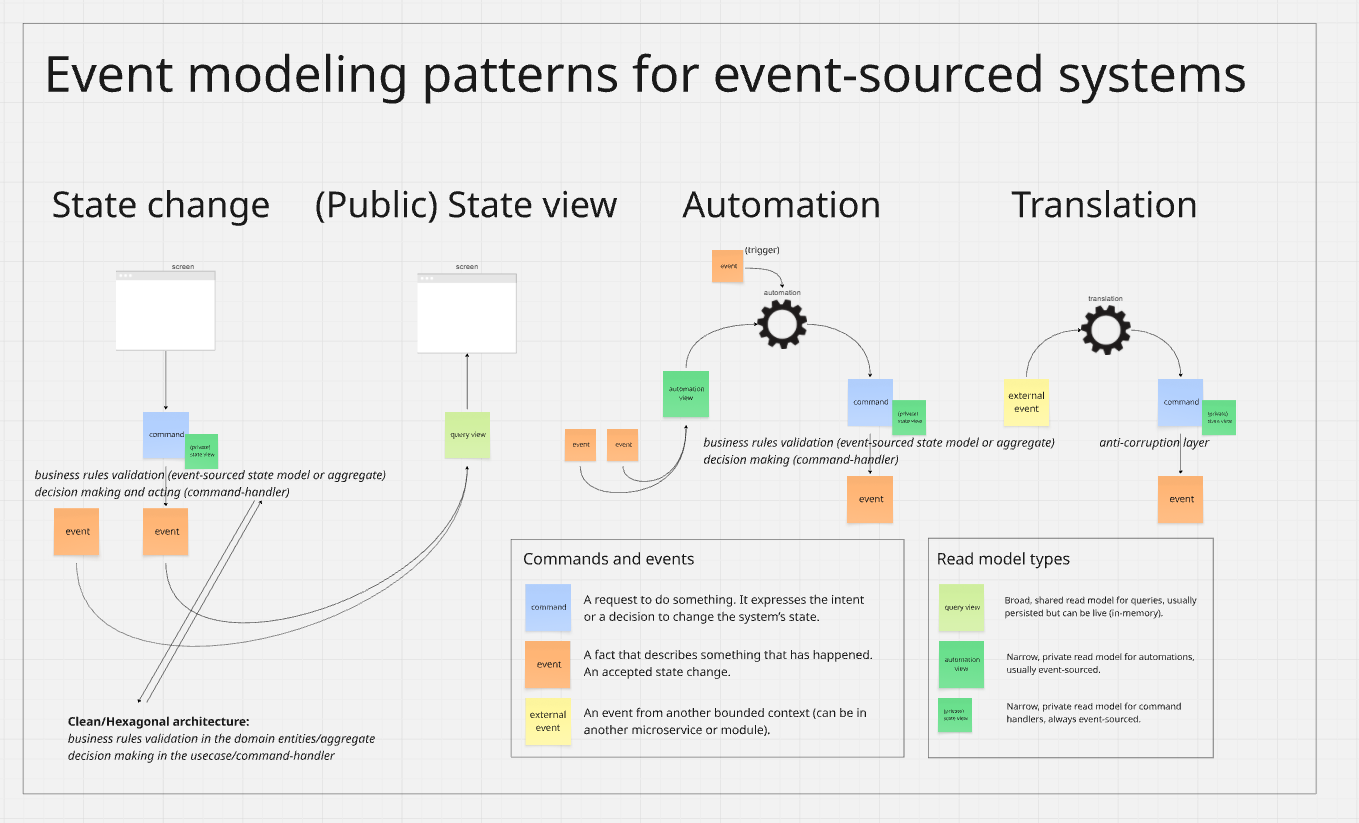 Event modeling patterns for event-sourced systems
State change
(Public) State view
Automation
Translation
screen
command
(private)
state view
business rules validation (event-sourced state model or aggregate)
decision making and acting (command-handler)
event
event
Clean/Hexagonal architecture:
business rules validation in the domain entities/aggregate
decision making in the usecase/command-handler
screen
query view
event
(trigger)
automation
automation
view
event
event
command
(private)
state view
business rules validation (event-sourced state model or aggregate)
decision making (command-handler)
event
translation
external
event
command
(private)
state view
anti-corruption layer
event
Commands and events
command
A request to do something. It expresses the intent
or a decision to change the system's state.
event
A fact that describes something that has happened.
An accepted state change.
external
event
An event from another bounded context (can be in
another microservice or module).
Read model types
query view
Broad, shared read model for queries, usually
persisted but can be live (in-memory).
automation
view
Narrow, private read model for automations,
usually event-sourced.
(private)
state view
Narrow, private read model for command
handlers, always event-sourced.